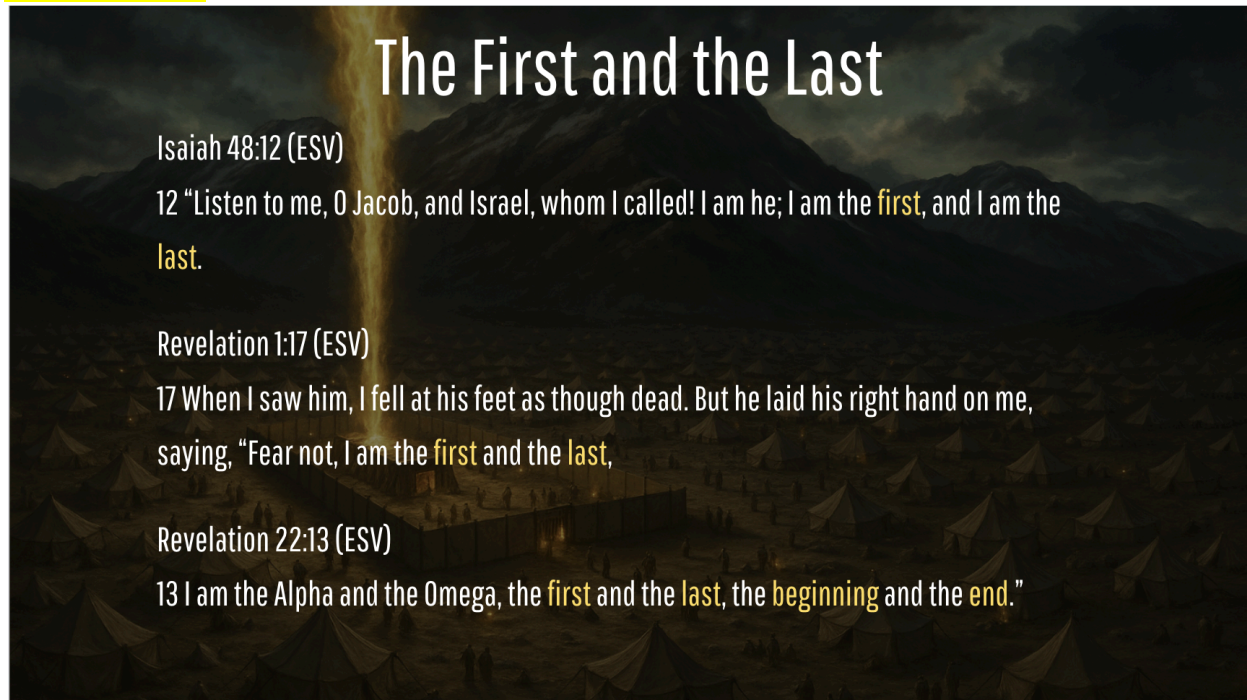 The First and the Last
Isaiah 48:12 (ESV)
12 “Listen to me, O Jacob, and Israel, whom I called! I am he; I am the first, and I am the
last.
Revelation 1:17 (ESV)
17 When I saw him, I fell at his feet as though dead. But he laid his right hand on me,
saying, “Fear not, I am the first and the last,
Revelation 22:13 (ESV)
13 I am the Alpha and the Omega, the first and the last, the beginning and the end.”